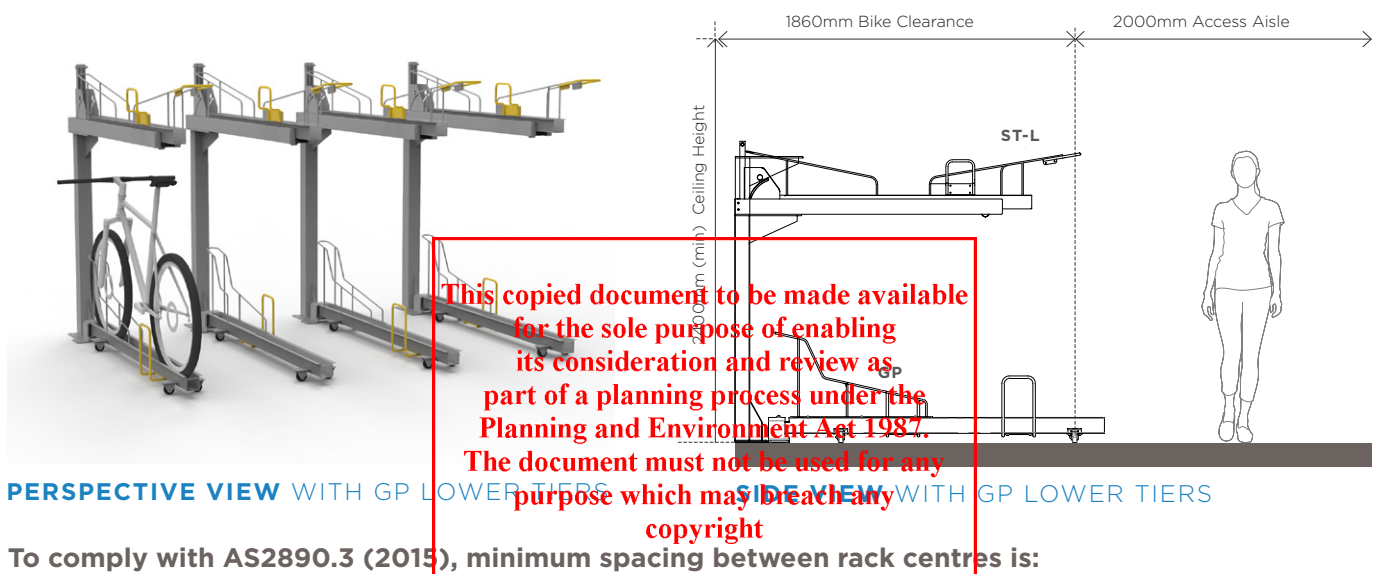 1860mm Bike Clearance
2000mm Access Aisle
ST-L
(min) Ceiling Height
GP
This copied document to be made available
for the sole purpose of enabling
its consideration and review as
part of a planning process under the
Planning and Environment Act 1987.
The document must not be used for any
purpose which may breach any
copyright
PERSPECTIVE VIEW WITH GP LOWER TIERS
SIDE VIEW WITH GP LOWER TIERS
To comply with AS2890.3 (2015), minimum spacing between rack centres is: